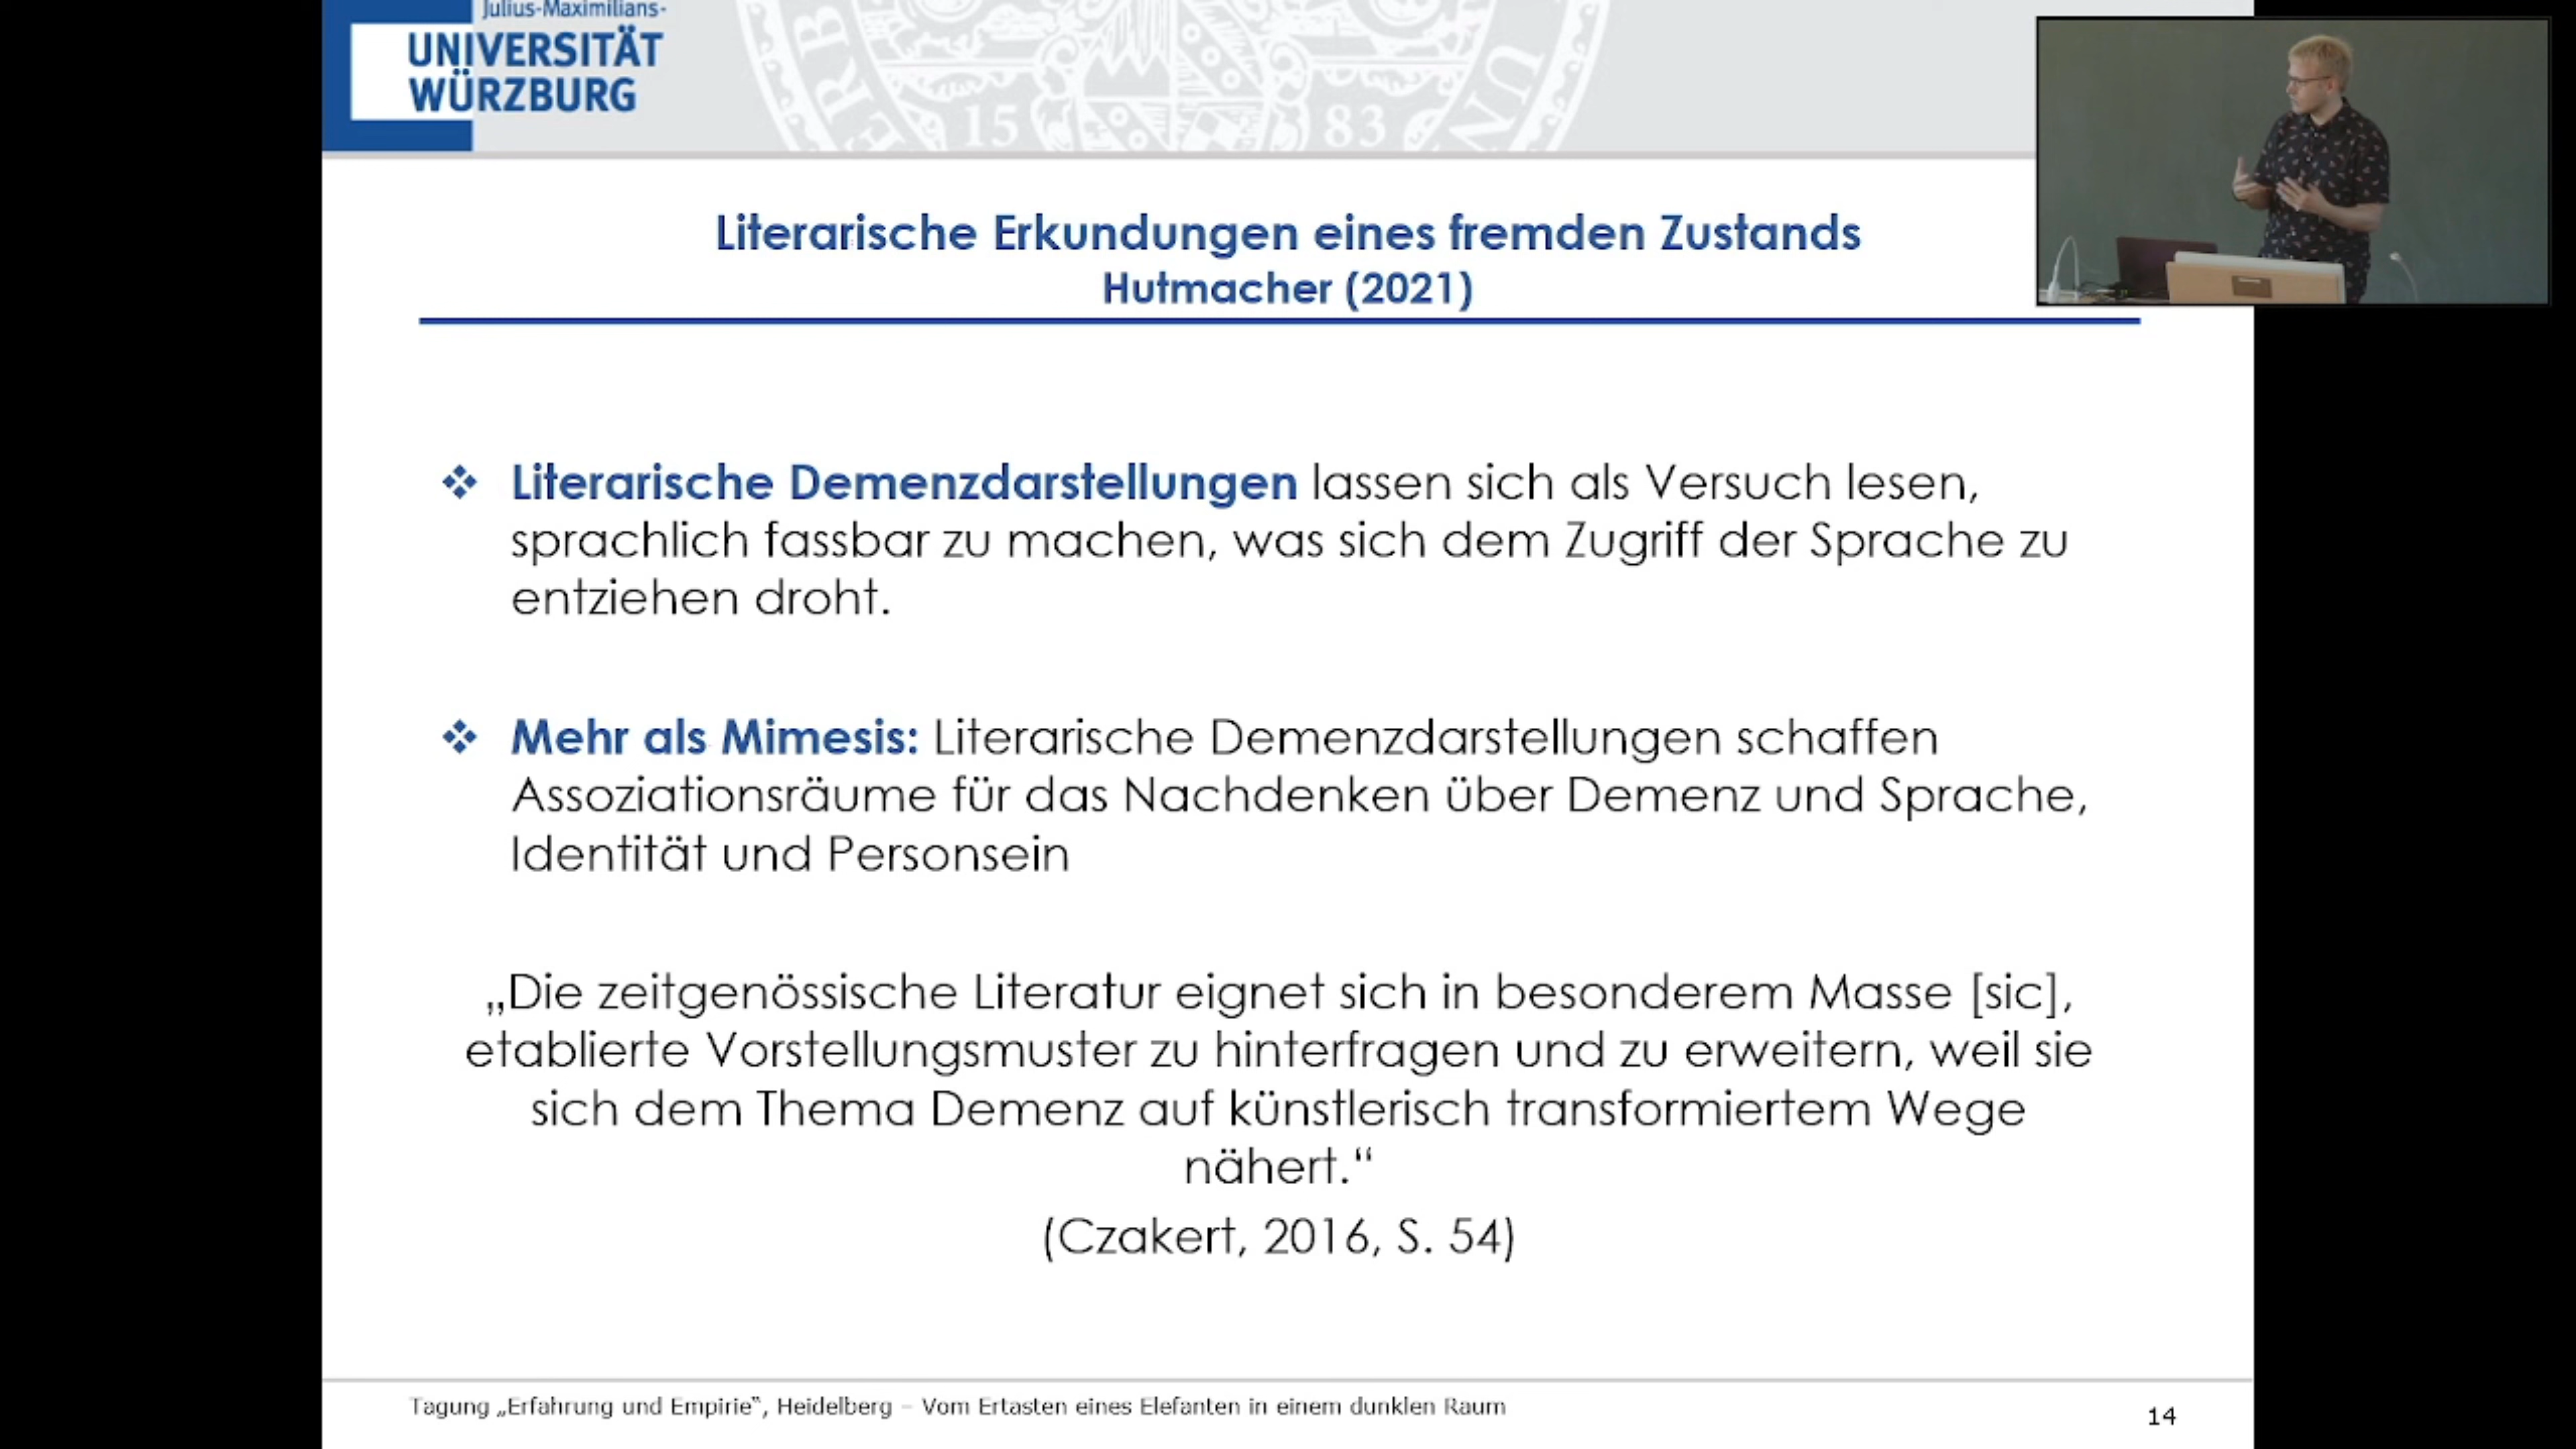 Julius-Maximilians-
UNIVERSITÄT
WÜRZBURG
15 83
Literarische Erkundungen eines fremden Zustands
Hutmacher (2021)
❖ Literarische Demenzdarstellungen lassen sich als Versuch lesen,
sprachlich fassbar zu machen, was sich dem Zugriff der Sprache zu
entziehen droht.
❖ Mehr als Mimesis: Literarische Demenzdarstellungen schaffen
Assoziationsräume für das Nachdenken über Demenz und Sprache,
Identität und Personsein
„Die zeitgenössische Literatur eignet sich in besonderem Masse [sic],
etablierte Vorstellungsmuster zu hinterfragen und zu erweitern, weil sie
sich dem Thema Demenz auf künstlerisch transformiertem Wege
nähert.“
(Czakert, 2016, S. 54)
Tagung „Erfahrung und Empirie“, Heidelberg – Vom Ertasten eines Elefanten in einem dunklen Raum
14